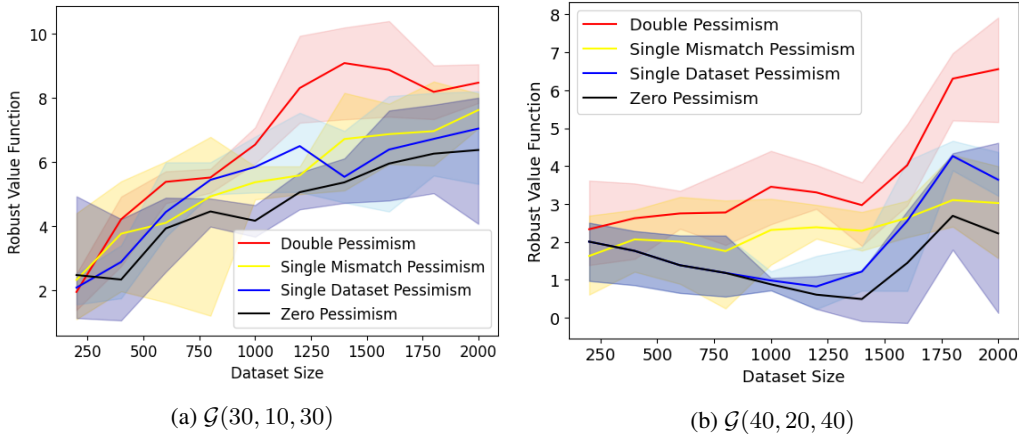 Robust Value Function
10
8
6
4
2
Double Pessimism
Single Mismatch Pessimism
Single Dataset Pessimism
Zero Pessimism
250 500 750 1000 1250 1500 1750 2000
Dataset Size
(a) 𝒢(30, 10, 30)
Robust Value Function
8
7
6
5
4
3
2
1
0
Double Pessimism
Single Mismatch Pessimism
Single Dataset Pessimism
Zero Pessimism
250 500 750 1000 1250 1500 1750 2000
Dataset Size
(b) 𝒢(40, 20, 40)